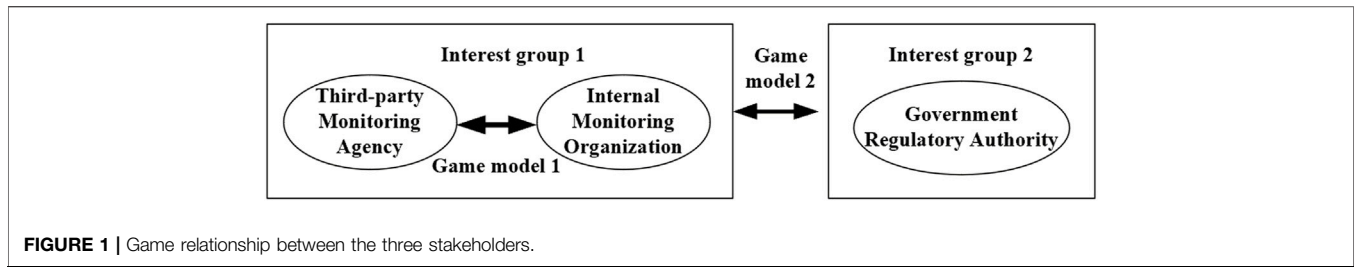 Interest group 1
Third-party
Monitoring
Agency
Internal
Monitoring
Organization
Game model 1
Game
model 2
Interest group 2
Government
Regulatory Authority
FIGURE 1 | Game relationship between the three stakeholders.